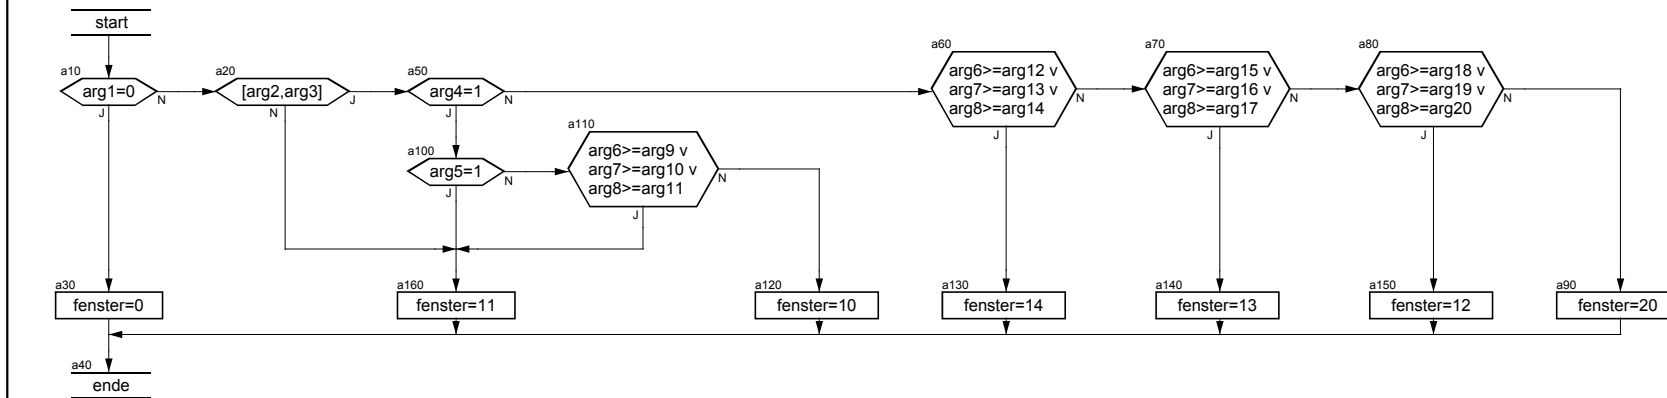 start
a10
arg1=0
N
J
a20
[arg2,arg3]
J
N
a50
arg4=1
N
J
a60
arg6>=arg12 v
arg7>=arg13 v
arg8>=arg14
N
J
a70
arg6>=arg15 v
arg7>=arg16 v
arg8>=arg17
N
J
a80
arg6>=arg18 v
arg7>=arg19 v
arg8>=arg20
N
J
a100
arg5=1
N
J
a110
arg6>=arg9 v
arg7>=arg10 v
arg8>=arg11
N
J
a30
fenster=0
a160
fenster=11
a120
fenster=10
a130
fenster=14
a140
fenster=13
a150
fenster=12
a90
fenster=20
a40
ende